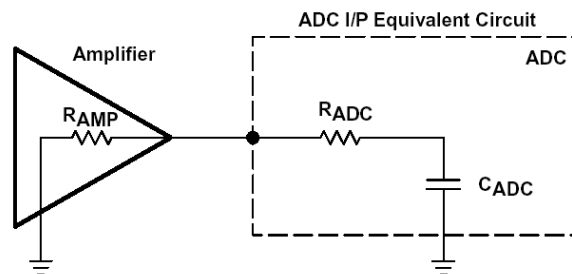 ADC I/P Equivalent Circuit
Amplifier
ADC
RAMP
RADC
CADC